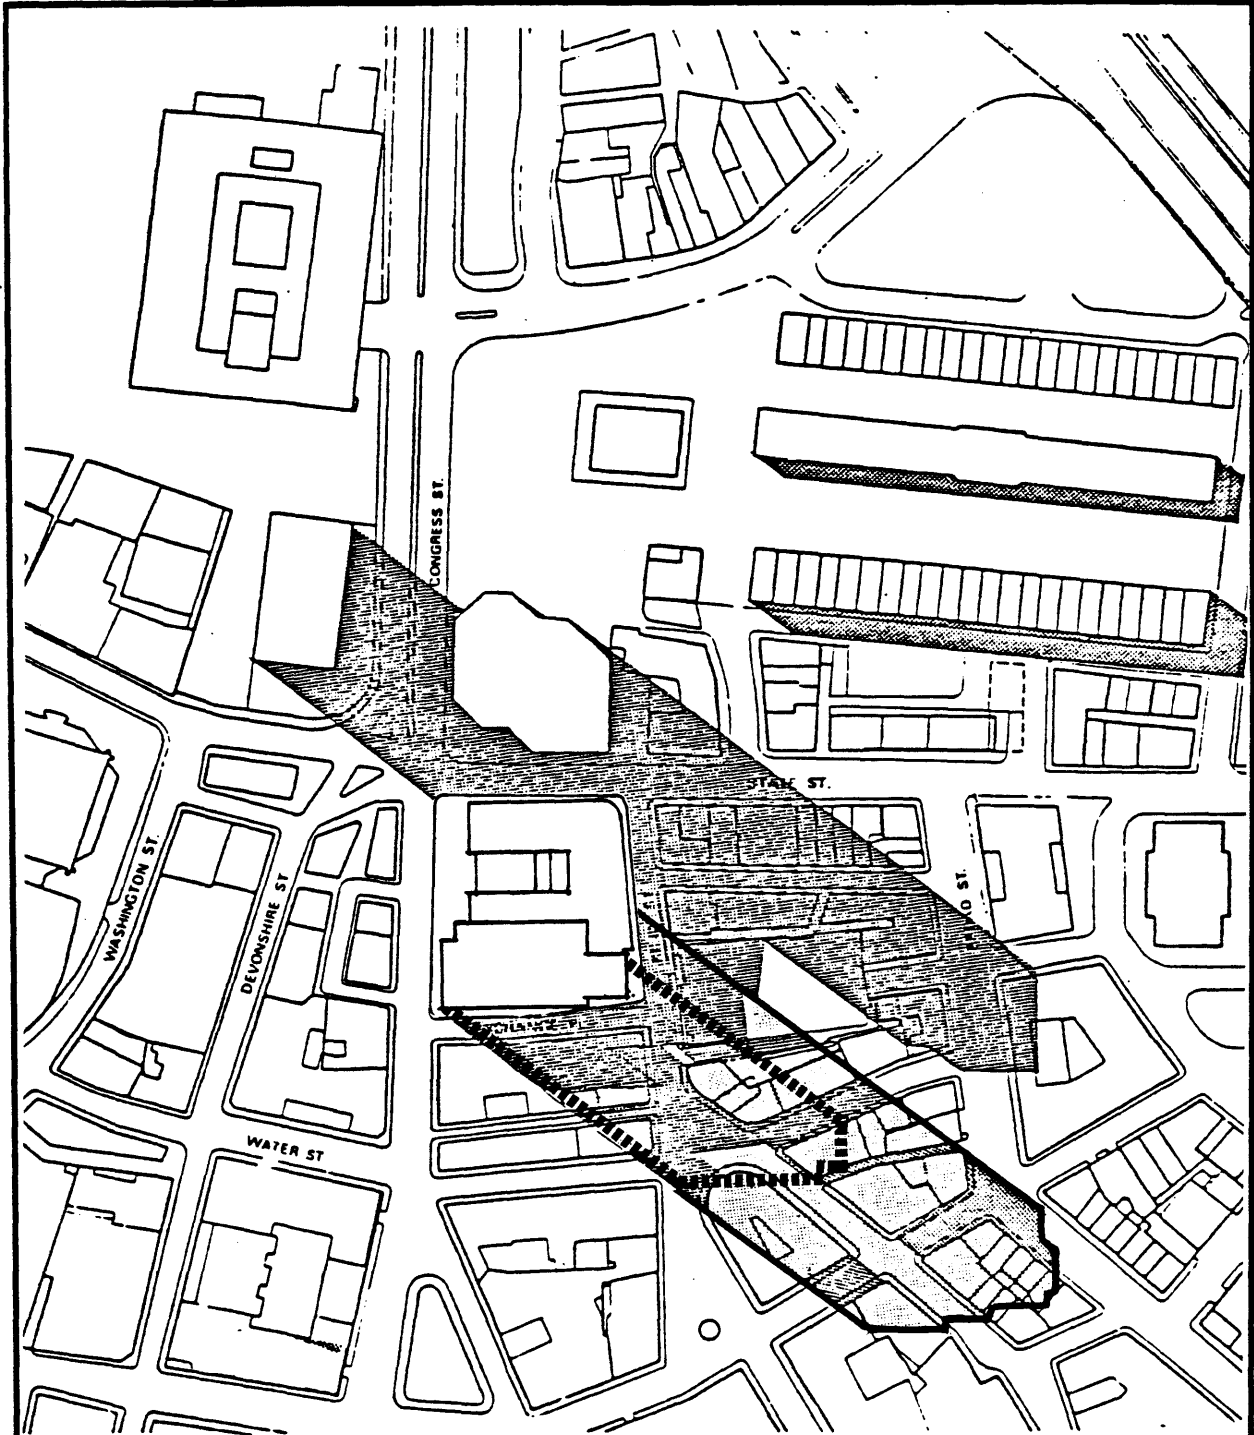 CONGRESS ST.
STATE ST.
WASHINGTON ST.
DEVONSHIRE ST
WATER ST